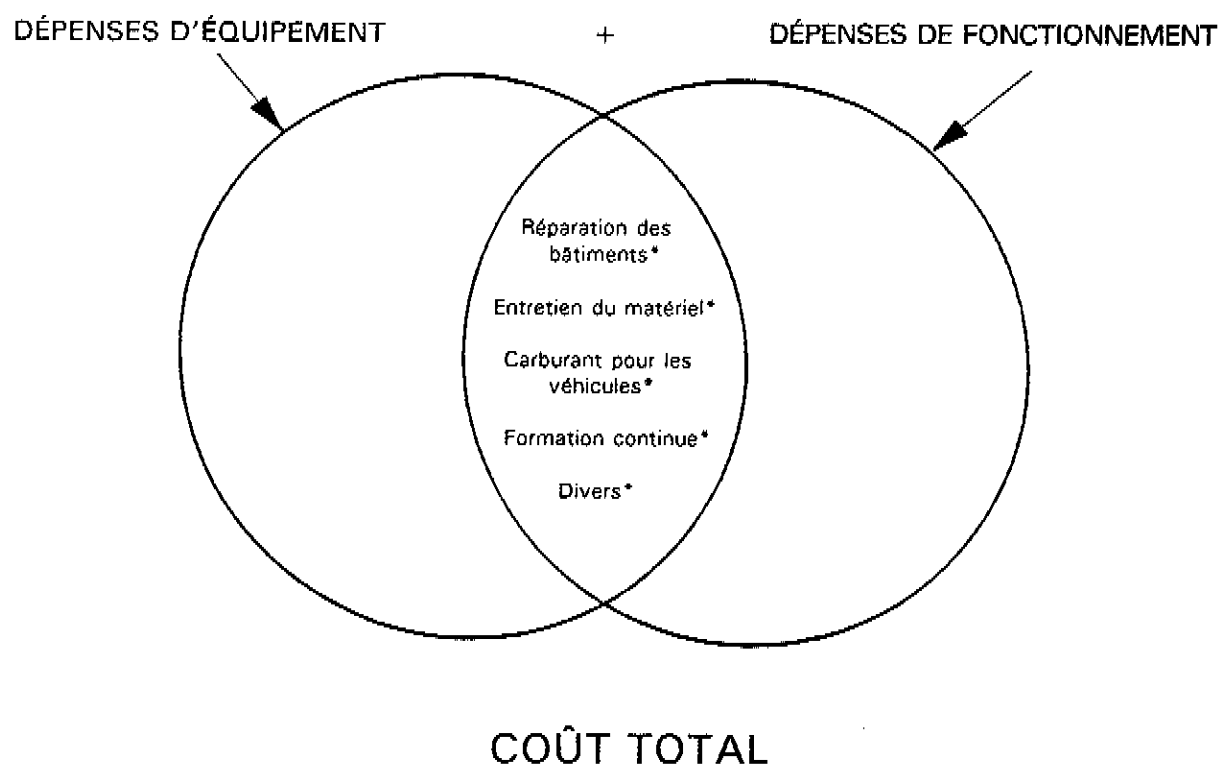 DÉPENSES D'ÉQUIPEMENT + DÉPENSES DE FONCTIONNEMENT
Réparation des
bâtiments*
Entretien du matériel*
Carburant pour les
véhicules*
Formation continue*
Divers*
COÛT TOTAL